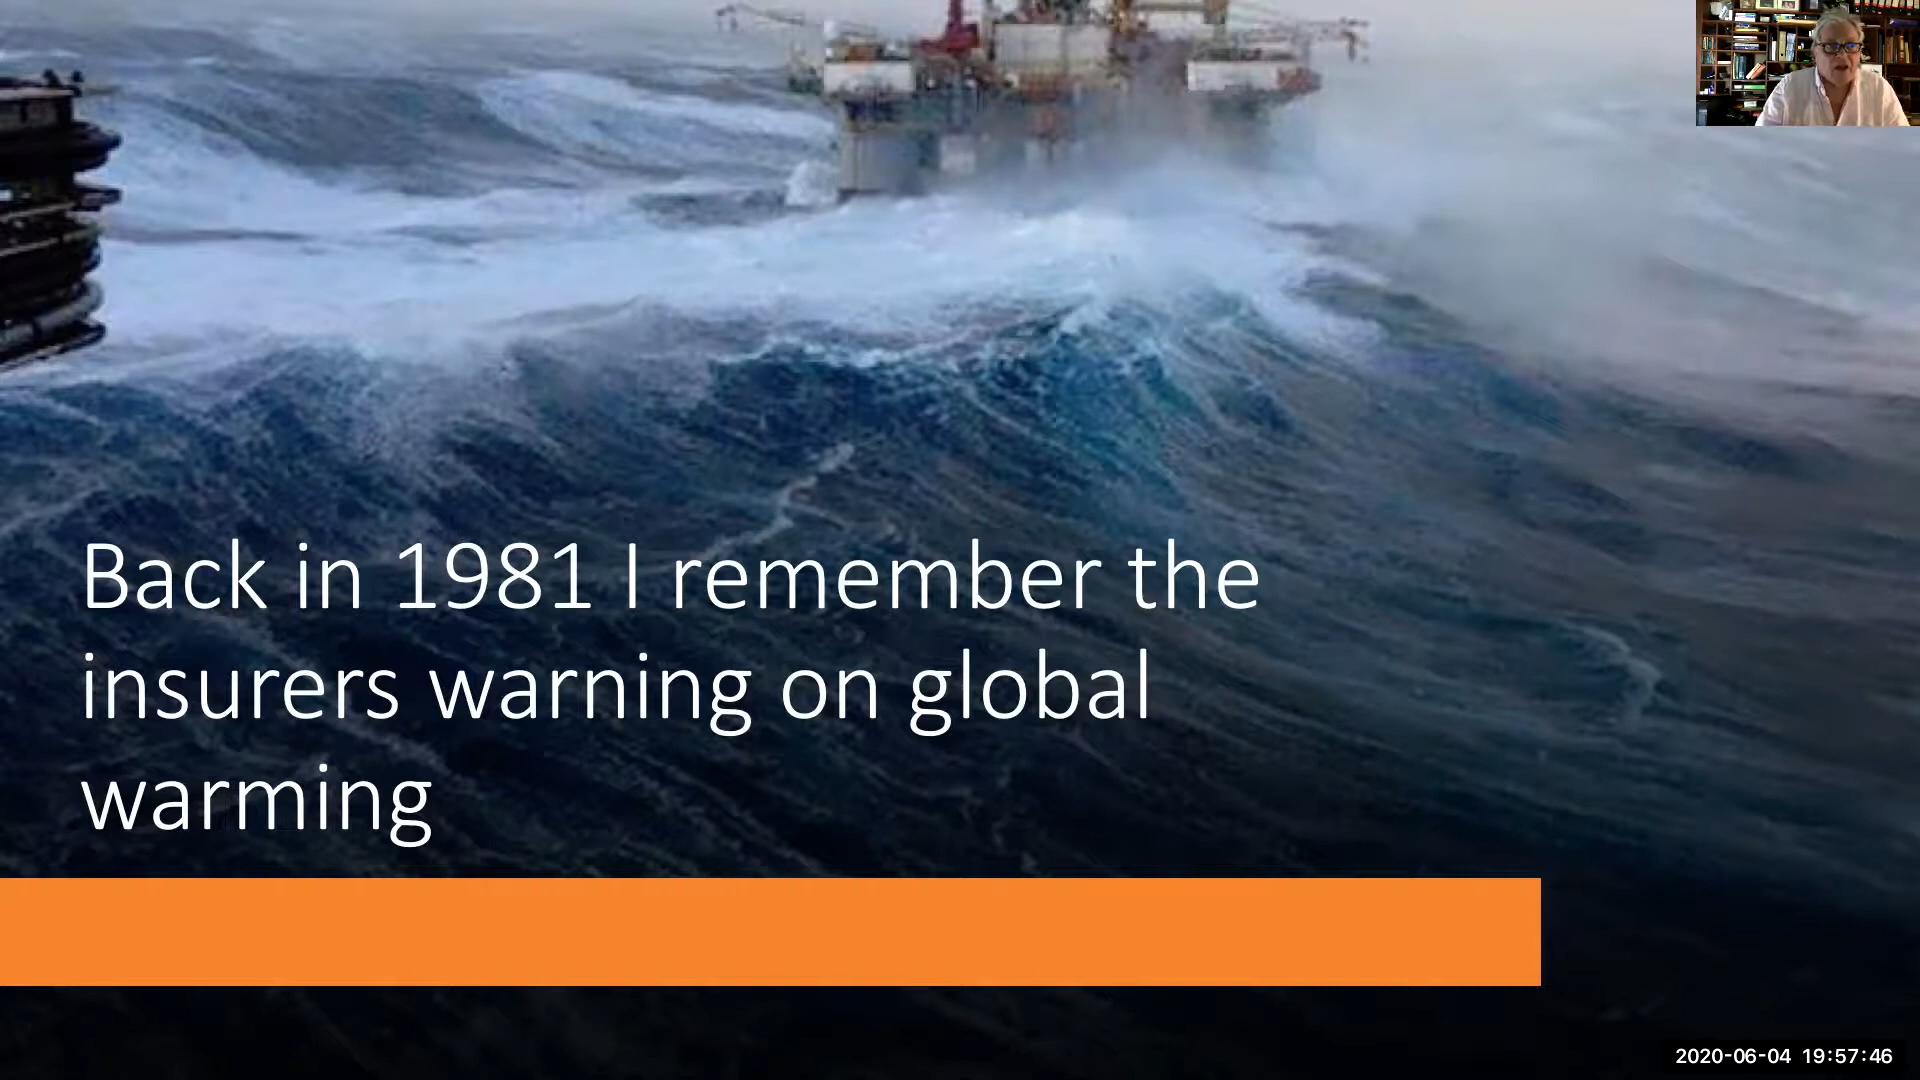 Back in 1981 I remember the
insurers warning on global
warming
2020-06-04 19:57:46